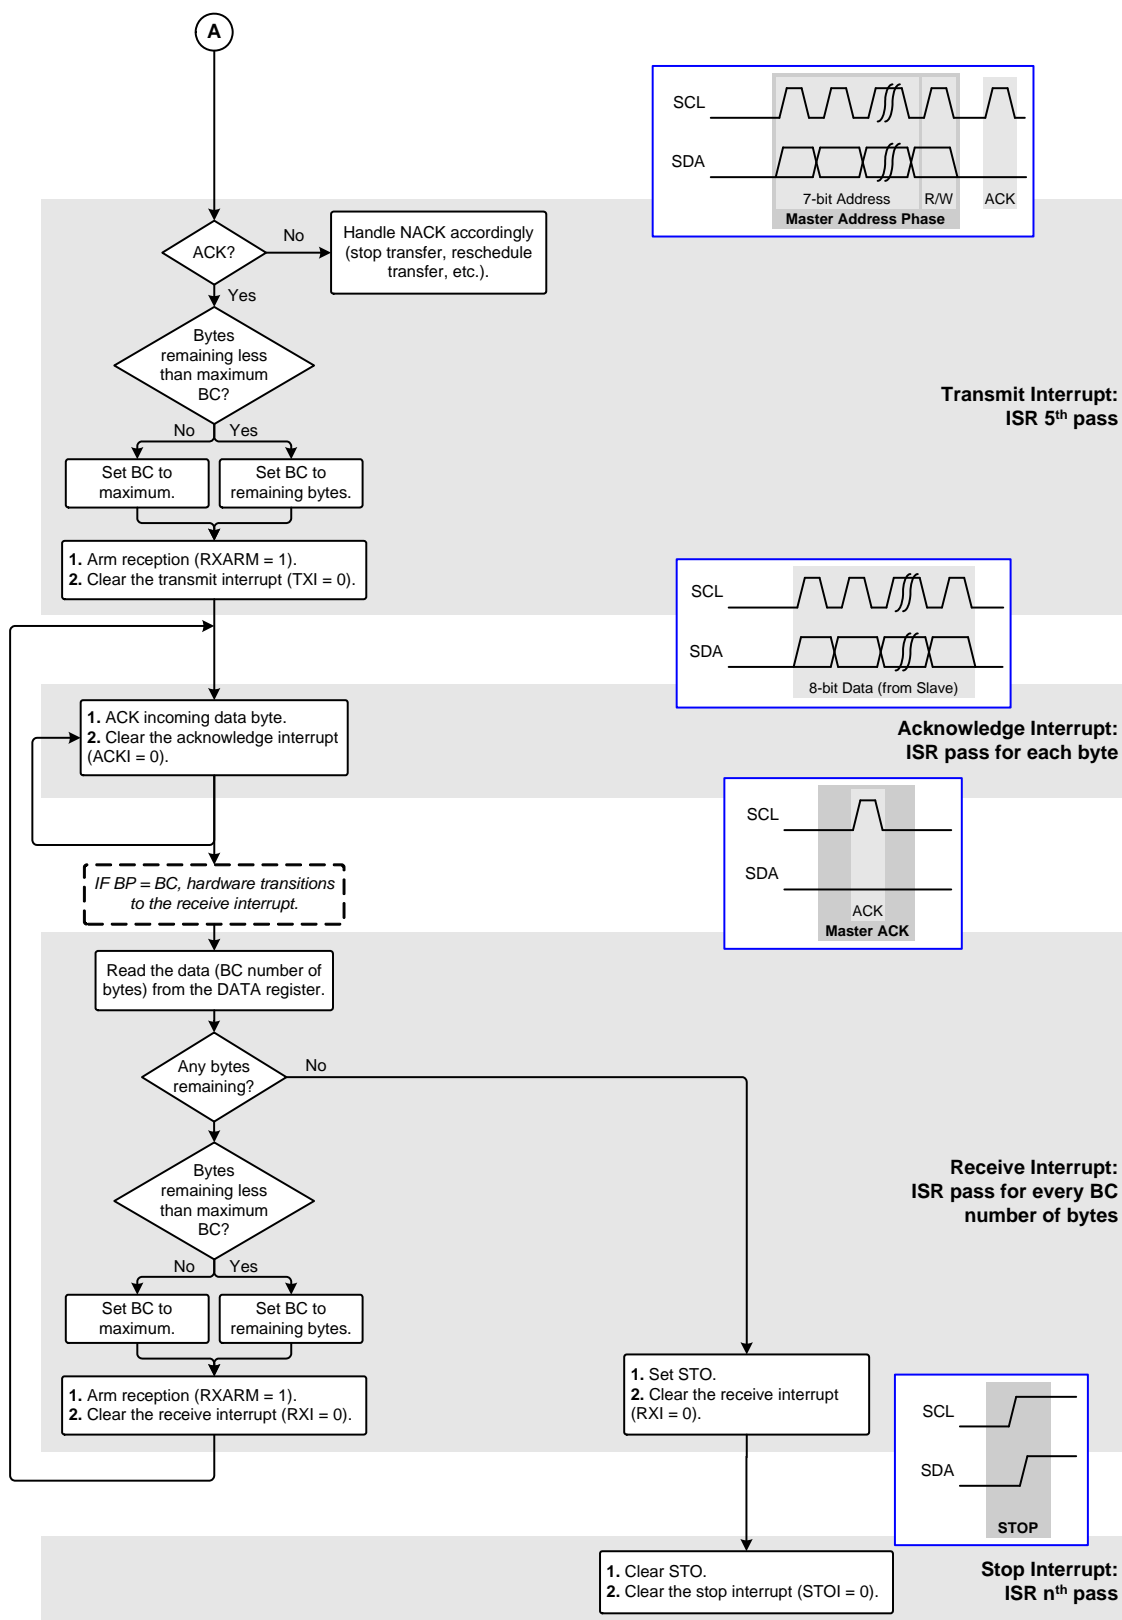 A
SCL
SDA
7-bit Address
R/W
ACK
Master Address Phase
ACK?
No
Handle NACK accordingly
(stop transfer, reschedule
transfer, etc.).
Yes
Bytes
remaining less
than maximum
BC?
No
Yes
Set BC to
maximum.
Set BC to
remaining bytes.
Transmit Interrupt:
ISR 5th pass
1. Arm reception (RXARM = 1).
2. Clear the transmit interrupt (TXI = 0).
SCL
SDA
8-bit Data (from Slave)
1. ACK incoming data byte.
2. Clear the acknowledge interrupt
(ACKI = 0).
Acknowledge Interrupt:
ISR pass for each byte
SCL
SDA
ACK
Master ACK
IF BP = BC, hardware transitions
to the receive interrupt.
Read the data (BC number of
bytes) from the DATA register.
Any bytes
remaining?
No
Bytes
remaining less
than maximum
BC?
Receive Interrupt:
ISR pass for every BC
number of bytes
No
Yes
Set BC to
maximum.
Set BC to
remaining bytes.
1. Arm reception (RXARM = 1).
2. Clear the receive interrupt (RXI = 0).
1. Set STO.
2. Clear the receive interrupt
(RXI = 0).
SCL
SDA
STOP
1. Clear STO.
2. Clear the stop interrupt (STOI = 0).
Stop Interrupt:
ISR nth pass